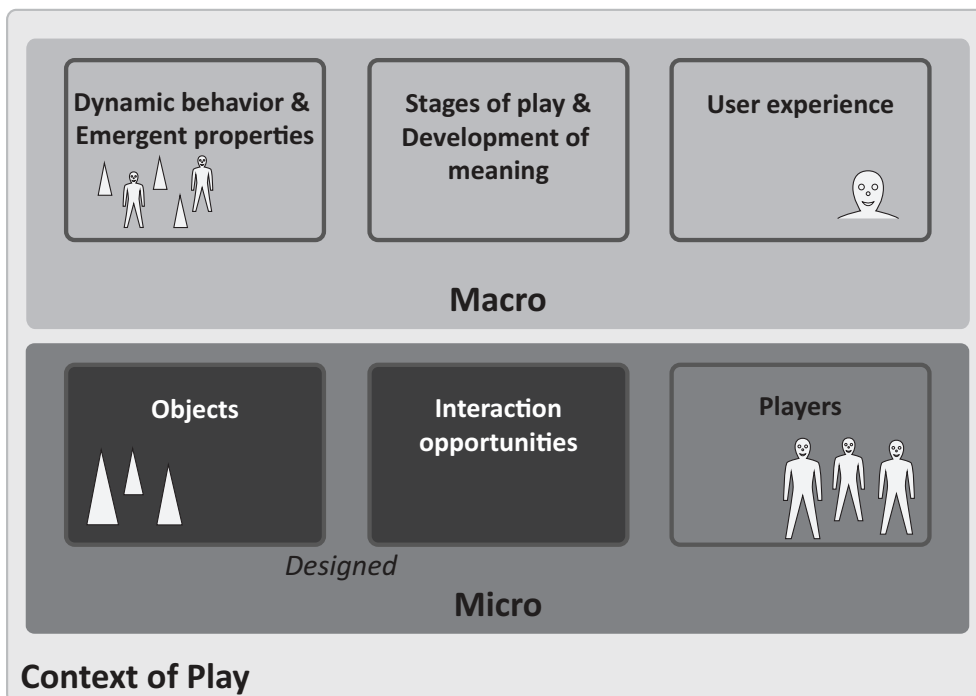 Dynamic behavior &
Emergent properties
Stages of play &
Development of
meaning
User experience
Macro
Objects
Interaction
opportunities
Players
Designed
Micro
Context of Play